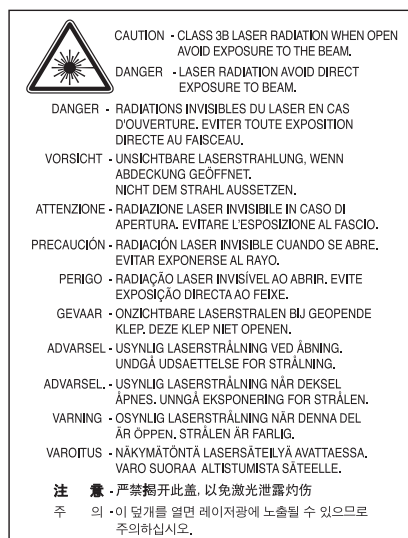 CAUTION - CLASS 3B LASER RADIATION WHEN OPEN
AVOID EXPOSURE TO THE BEAM.
DANGER - LASER RADIATION AVOID DIRECT
EXPOSURE TO BEAM.
DANGER - RADIATIONS INVISIBLES DU LASER EN CAS
D'OUVERTURE. EVITER TOUTE EXPOSITION
DIRECTE AU FAISCEAU.
VORSICHT - UNSICHTBARE LASERSTRAHLUNG, WENN
ABDECKUNG GEÖFFNET.
NICHT DEM STRAHL AUSSETZEN.
ATTENZIONE - RADIAZIONE LASER INVISIBILE IN CASO DI
APERTURA. EVITARE L'ESPOSIZIONE AL FASCIO.
PRECAUCIÓN - RADIACIÓN LASER INVISIBLE CUANDO SE ABRE.
EVITAR EXPONERSE AL RAYO.
PERIGO - RADIAÇÃO LASER INVISÍVEL AO ABRIR. EVITE
EXPOSIÇÃO DIRECTA AO FEIXE.
GEVAAR - ONZICHTBARE LASERSTRALEN BIJ GEOPENDE
KLEP. DEZE KLEP NIET OPENEN.
ADVARSEL - USYNLIG LASERSTRÅLNING VED ÅBNING.
UNDGÅ UDSAETTELSE FOR STRÅLNING.
ADVARSEL. - USYNLIG LASERSTRÅLNING NÅR DEKSEL
ÅPNES. UNNGÅ EKSPONERING FOR STRÅLEN.
VARNING - OSYNLIG LASERSTRÅLNING NÄR DENNA DEL
ÄR ÖPPEN. STRÅLEN ÄR FARLIG.
VAROITUS - NÄKYMÄTÖNTÄ LASERSÄTEILYÄ AVATTAESSA.
VARO SUORAA ALTISTUMISTA SÄTEELLE.
注 意 - 严禁揭开此盖, 以免激光泄露灼伤
주 의 - 이 덮개를 열면 레이저광에 노출될 수 있으므로
주의하십시오.